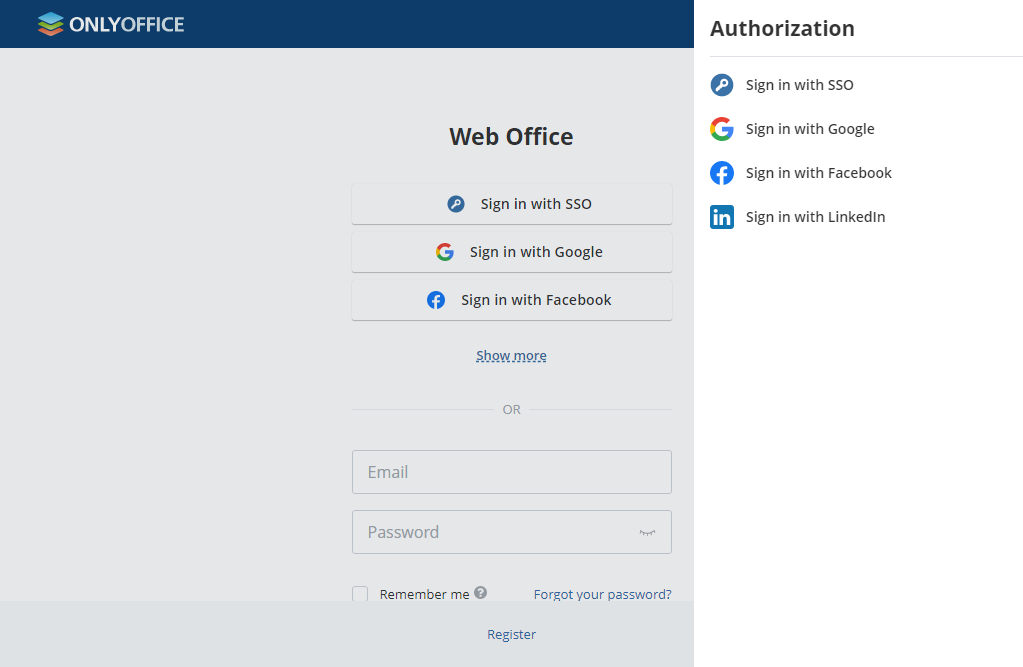 ONLYOFFICE
Web Office
Sign in with SSO
Sign in with Google
Sign in with Facebook
Show more
OR
Email
Password
Remember me ?
Forgot your password?
Register
Authorization
Sign in with SSO
Sign in with Google
Sign in with Facebook
in Sign in with LinkedIn